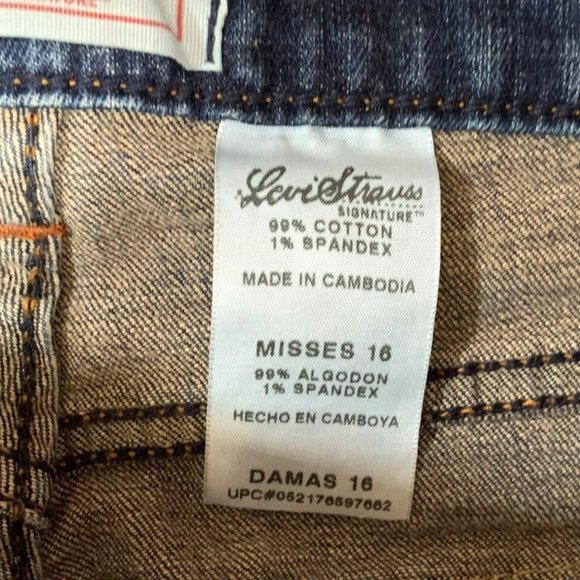 Levi Strauss
SIGNATURE™
99% COTTON
1% SPANDEX
MADE IN CAMBODIA
MISSES 16
99% ALGODON
1% SPANDEX
HECHO EN CAMBOYA
DAMAS 16
UPC#052176597662